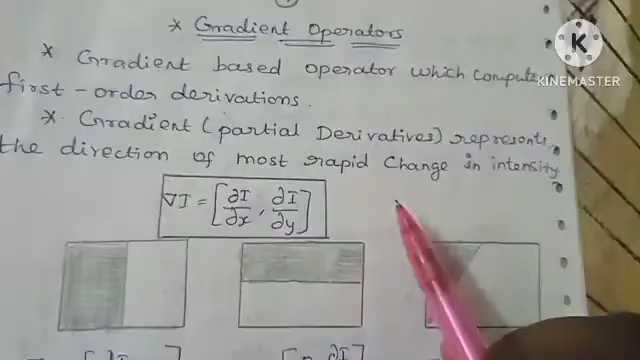 * Gradient Operators
* Gradient based operator which compute
first-order derivations.
* Gradient (partial Derivatives) represents
the direction of most rapid change in intensity
∇I = [∂I/∂x, ∂I/∂y]
KINEMASTER